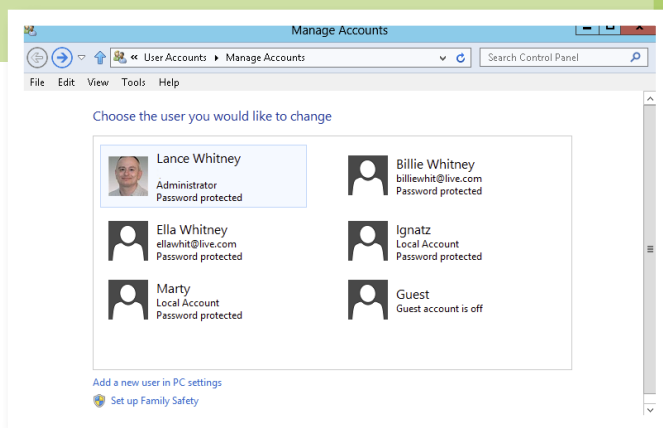 Manage Accounts
« User Accounts ▸ Manage Accounts
Search Control Panel
File Edit View Tools Help
Choose the user you would like to change
Lance Whitney
Administrator
Password protected
Billie Whitney
billiewhit@live.com
Password protected
Ella Whitney
ellawhit@live.com
Password protected
Ignatz
Local Account
Password protected
Marty
Local Account
Password protected
Guest
Guest account is off
Add a new user in PC settings
Set up Family Safety